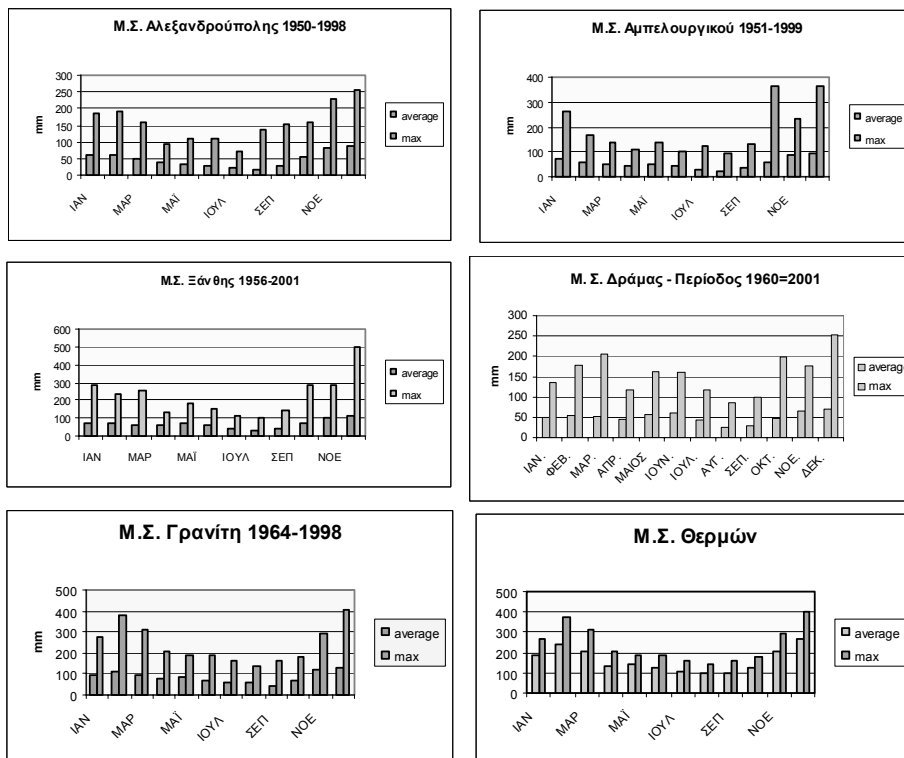 Μ.Σ. Αλεξανδρούπολης 1950-1998
mm
300
250
200
150
100
50
0
ΙΑΝ
ΜΑΡ
ΜΑΪ
ΙΟΥΛ
ΣΕΠ
ΝΟΕ
average
max
Μ.Σ. Αμπελουργικού 1951-1999
mm
400
300
200
100
0
ΙΑΝ
ΜΑΡ
ΜΑΪ
ΙΟΥΛ
ΣΕΠ
ΝΟΕ
average
max
Μ.Σ. Ξάνθης 1956-2001
mm
600
500
400
300
200
100
0
ΙΑΝ
ΜΑΡ
ΜΑΪ
ΙΟΥΛ
ΣΕΠ
ΝΟΕ
average
max
Μ. Σ. Δράμας - Περίοδος 1960=2001
mm
300
250
200
150
100
50
0
ΙΑΝ.
ΦΕΒ.
ΜΑΡ.
ΑΠΡ.
ΜΑΙΟΣ
ΙΟΥΝ.
ΙΟΥΛ.
ΑΥΓ.
ΣΕΠ.
ΟΚΤ.
ΝΟΕ.
ΔΕΚ.
average
max
Μ.Σ. Γρανίτη 1964-1998
mm
500
400
300
200
100
0
ΙΑΝ
ΜΑΡ
ΜΑΪ
ΙΟΥΛ
ΣΕΠ
ΝΟΕ
average
max
Μ.Σ. Θερμών
mm
500
400
300
200
100
0
ΙΑΝ
ΜΑΡ
ΜΑΪ
ΙΟΥΛ
ΣΕΠ
ΝΟΕ
average
max